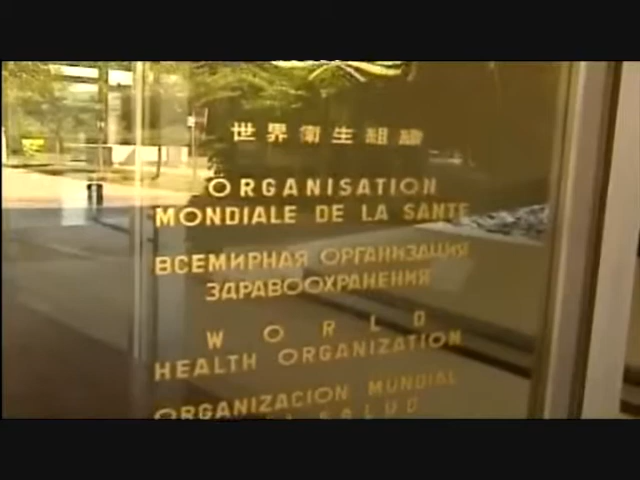 世界衛生組織
ORGANISATION
MONDIALE DE LA SANTE
ВСЕМИРНАЯ ОРГАНИЗАЦИЯ
ЗДРАВООХРАНЕНИЯ
WORLD
HEALTH ORGANIZATION
ORGANIZACION MUNDIAL
SALUD